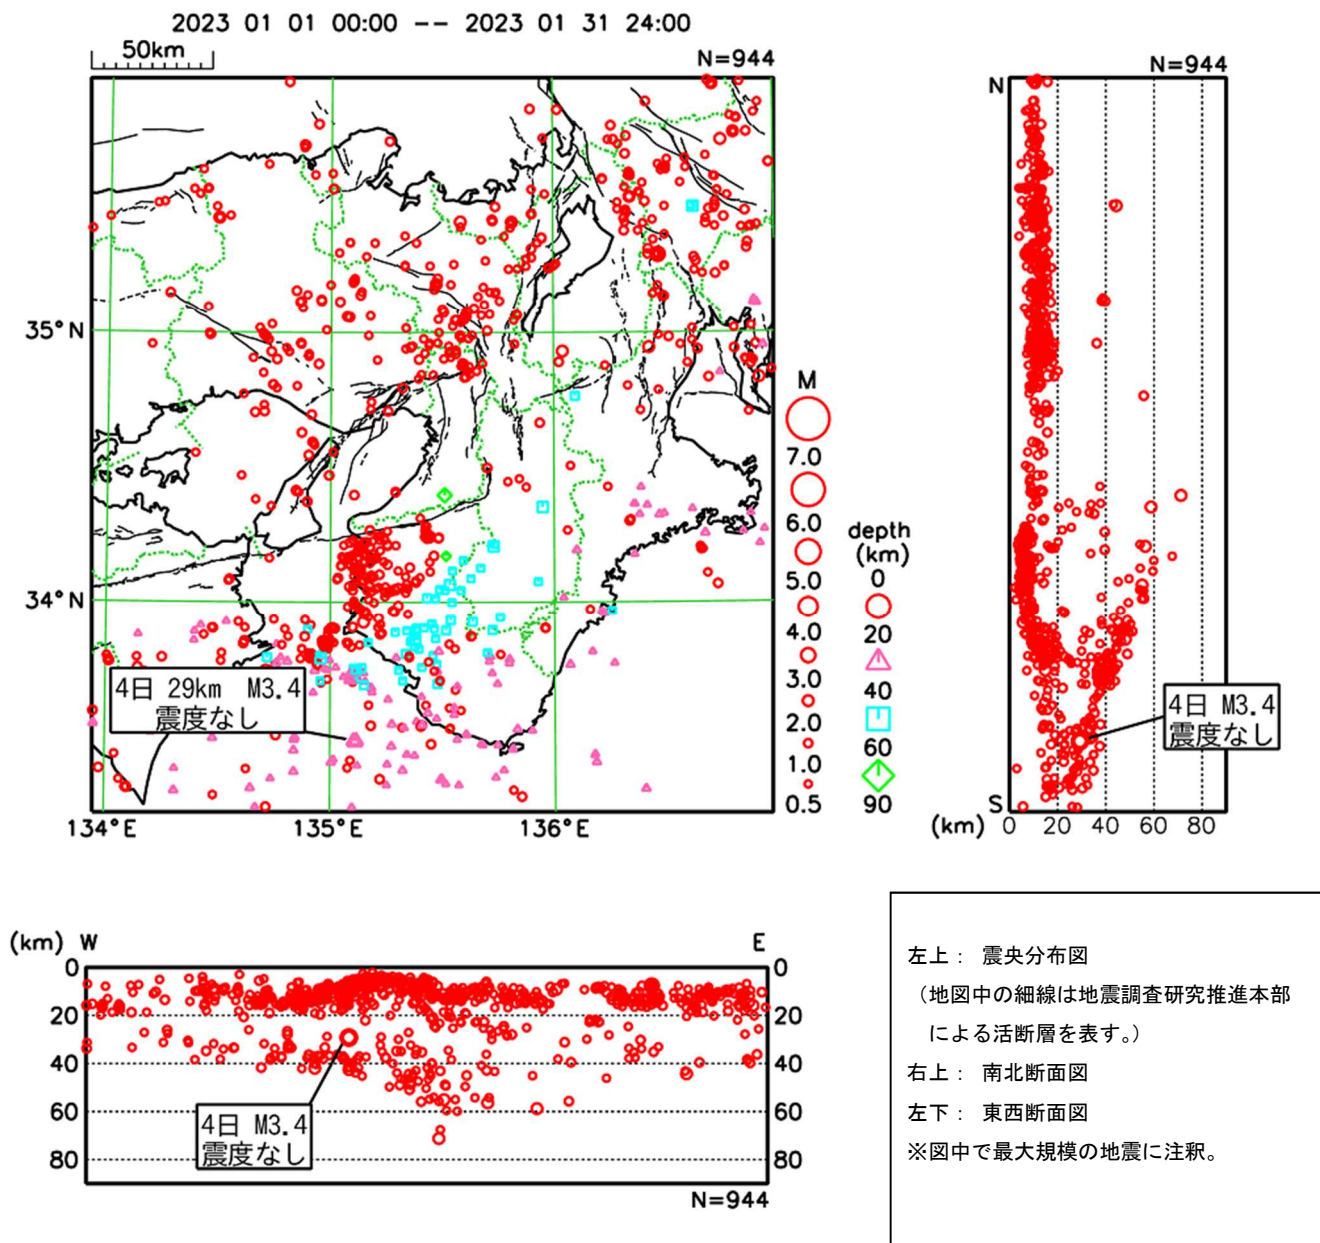 2023 01 01 00:00 -- 2023 01 31 24:00
50km
N=944
35°N
34°N
134°E
135°E
136°E
4日 29km M3.4
震度なし
M
7.0
6.0
5.0
4.0
3.0
2.0
1.0
0.5
depth
(km)
0
20
40
60
90
N=944
N
S
4日 M3.4
震度なし
(km)
0
20
40
60
80
(km) W
E
0
20
40
60
80
0
20
40
60
80
4日 M3.4
震度なし
N=944
左上： 震央分布図
（地図中の細線は地震調査研究推進本部
による活断層を表す。）
右上： 南北断面図
左下： 東西断面図
※図中で最大規模の地震に注釈。